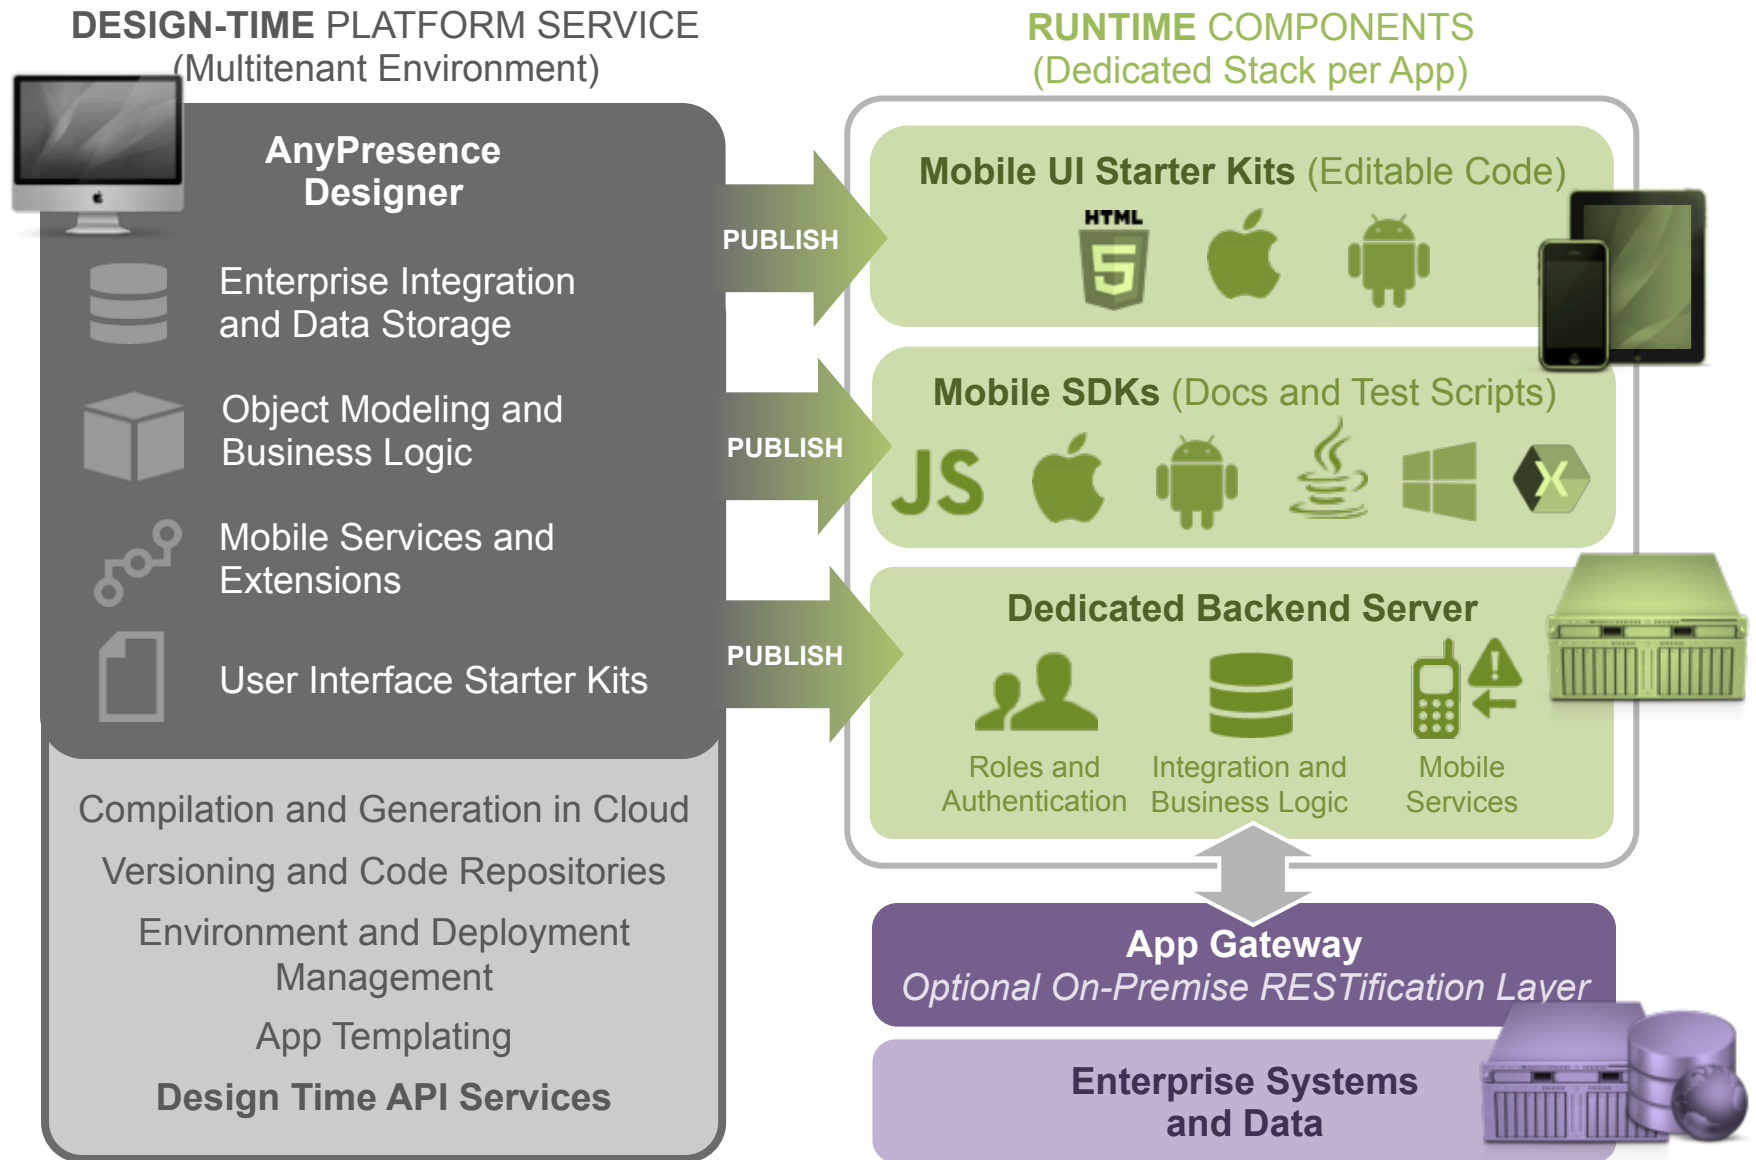 DESIGN-TIME PLATFORM SERVICE
(Multitenant Environment)
AnyPresence
Designer
Enterprise Integration
and Data Storage
Object Modeling and
Business Logic
Mobile Services and
Extensions
User Interface Starter Kits
Compilation and Generation in Cloud
Versioning and Code Repositories
Environment and Deployment
Management
App Templating
Design Time API Services
PUBLISH
PUBLISH
PUBLISH
RUNTIME COMPONENTS
(Dedicated Stack per App)
Mobile UI Starter Kits (Editable Code)
HTML
5
Mobile SDKs (Docs and Test Scripts)
JS
X
Dedicated Backend Server
Roles and
Authentication
Integration and
Business Logic
Mobile
Services
App Gateway
Optional On-Premise RESTification Layer
Enterprise Systems
and Data